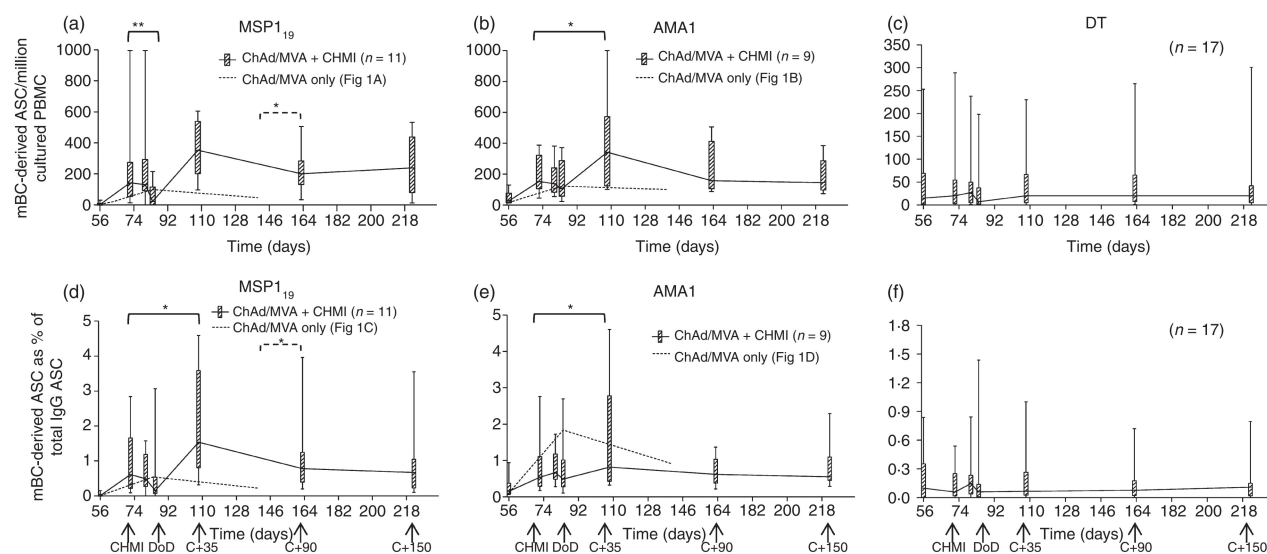 (a)
**
MSP1₁₉
ChAd/MVA + CHMI (n = 11)
ChAd/MVA only (Fig 1A)
*
mBC-derived ASC/million
cultured PBMC
1000
800
600
400
200
0
56 74 92 110 128 146 164 182 200 218
Time (days)
(b)
*
AMA1
ChAd/MVA + CHMI (n = 9)
ChAd/MVA only (Fig 1B)
1000
800
600
400
200
0
56 74 92 110 128 146 164 182 200 218
Time (days)
(c)
DT
(n = 17)
350
300
250
200
150
100
50
0
56 74 92 110 128 146 164 182 200 218
Time (days)
(d)
*
MSP1₁₉
ChAd/MVA + CHMI (n = 11)
ChAd/MVA only (Fig 1C)
*
mBC-derived ASC as % of
total IgG ASC
5
4
3
2
1
0
56 74 92 110 128 146 164 182 200 218
Time (days)
CHMI DoD C+35 C+90 C+150
(e)
*
AMA1
ChAd/MVA + CHMI (n = 9)
ChAd/MVA only (Fig 1D)
5
4
3
2
1
0
56 74 92 110 128 146 164 182 200 218
Time (days)
CHMI DoD C+35 C+90 C+150
(f)
(n = 17)
1·8
1·5
1·2
0·9
0·6
0·3
0·0
56 74 92 110 128 146 164 182 200 218
Time (days)
CHMI DoD C+35 C+90 C+150